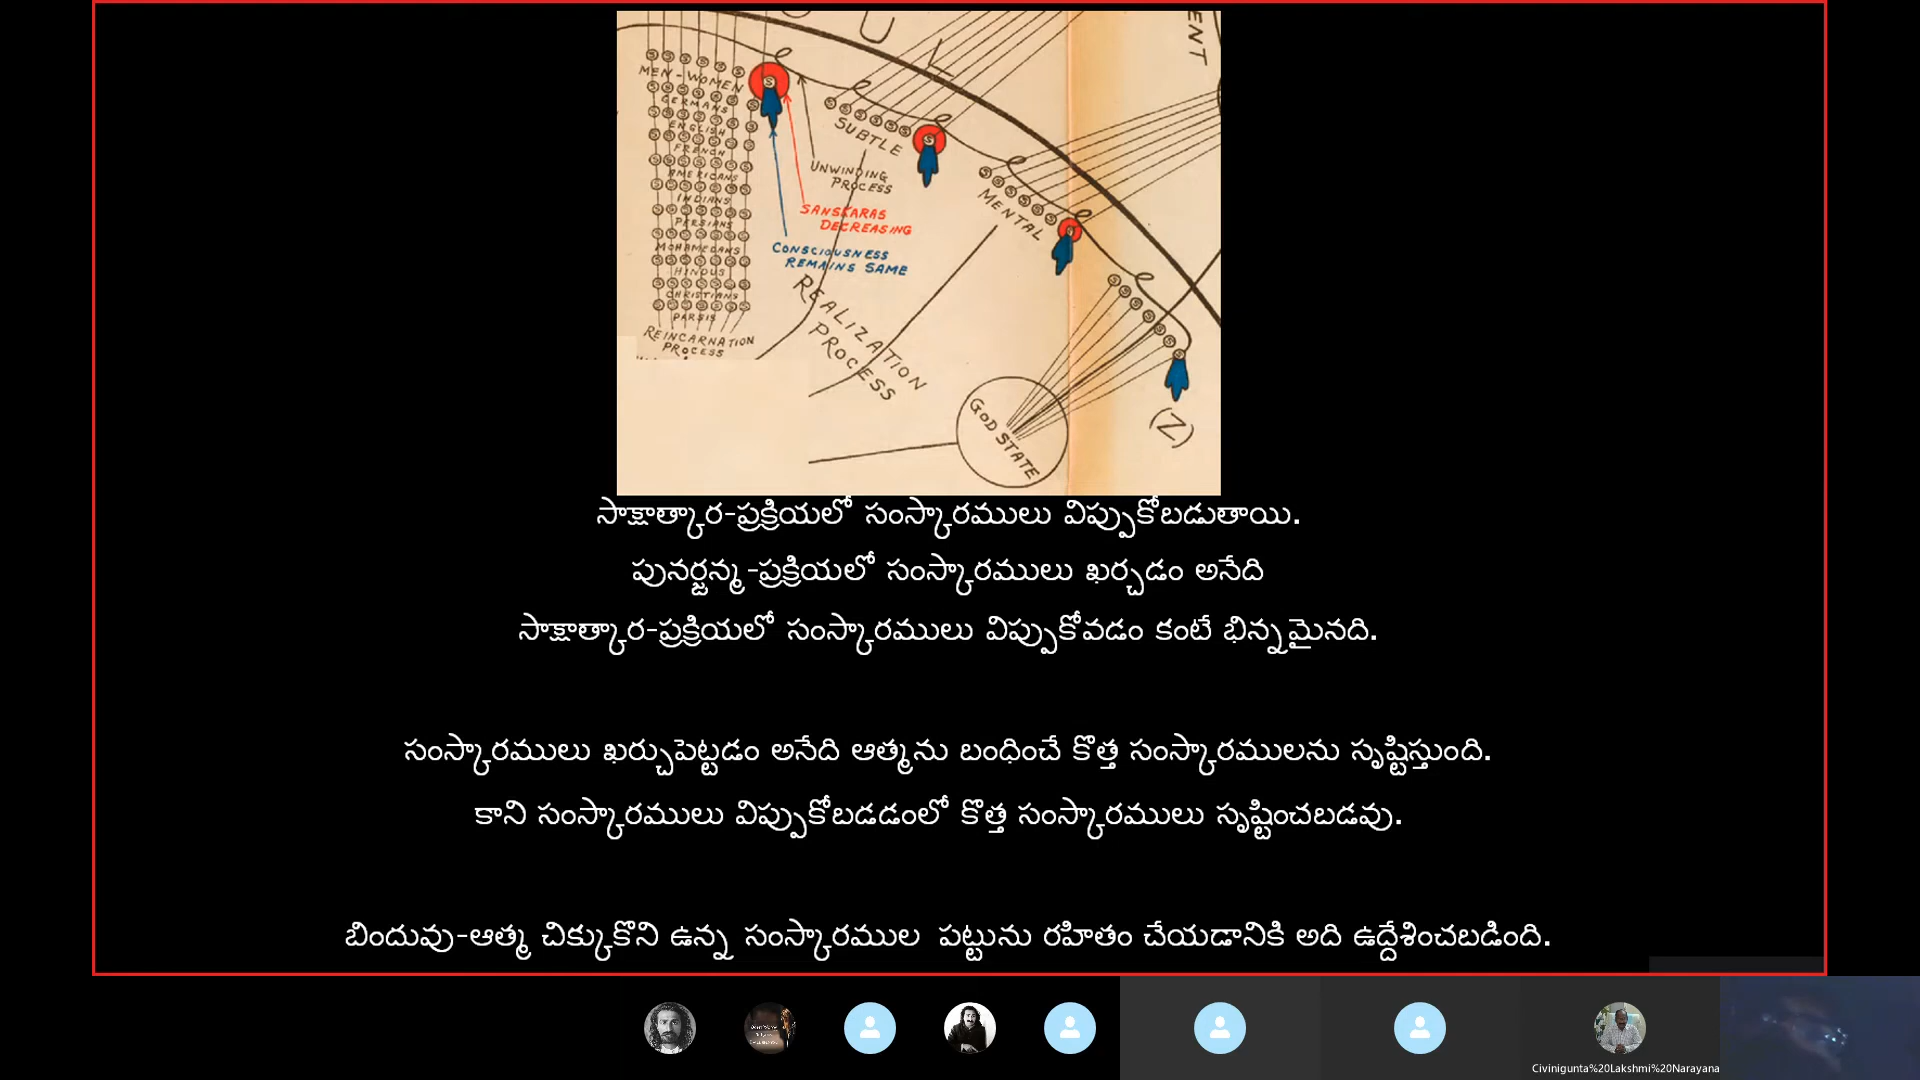 U L
ENT
MEN-WOMEN
GERMANS
ENGLISH
FRENCH
AMERICANS
INDIANS
PERSIANS
MOHAMEDANS
HINDUS
CHRISTIANS
PARSIS
REINCARNATION
PROCESS
SUBTLE
UNWINDING
PROCESS
SANSKARAS
DECREASING
CONSCIOUSNESS
REMAINS SAME
MENTAL
REALIZATION
PROCESS
GOD STATE
(Z)
సాక్షాత్కార-ప్రక్రియలో సంస్కారములు విప్పుకోబడుతాయి.
పునర్జన్మ-ప్రక్రియలో సంస్కారములు ఖర్చడం అనేది
సాక్షాత్కార-ప్రక్రియలో సంస్కారములు విప్పుకోవడం కంటే భిన్నమైనది.
సంస్కారములు ఖర్చుపెట్టడం అనేది ఆత్మను బంధించే కొత్త సంస్కారములను సృష్టిస్తుంది.
కాని సంస్కారములు విప్పుకోబడడంలో కొత్త సంస్కారములు సృష్టించబడవు.
బిందువు-ఆత్మ చిక్కుకొని ఉన్న సంస్కారముల పట్టును రహితం చేయడానికి అది ఉద్దేశించబడింది.
Civinigunta%20Lakshmi%20Narayana